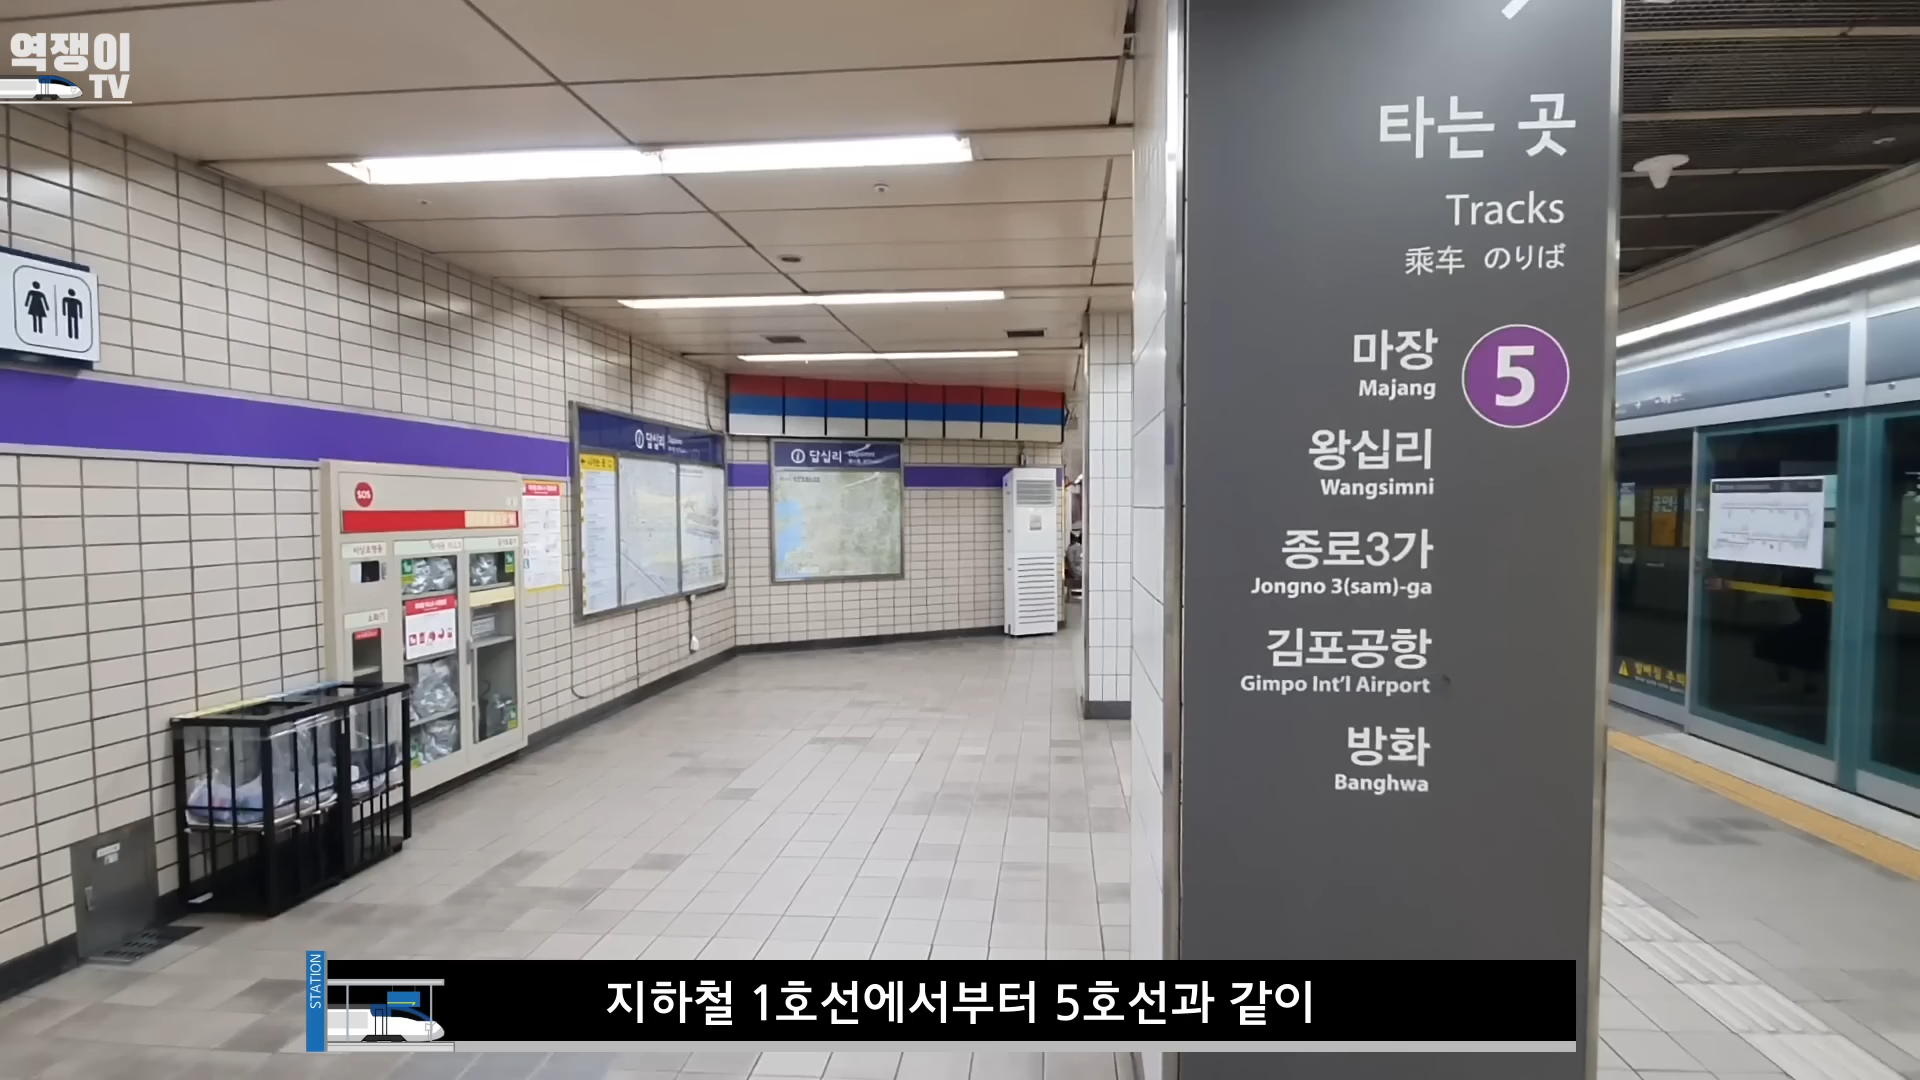 역쟁이
TV
타는 곳
Tracks
乘车 のりば
마장
Majang
5
왕십리
Wangsimni
종로3가
Jongno 3(sam)-ga
김포공항
Gimpo Int'l Airport
방화
Banghwa
SOS
i 답십리
i 답십리
STATION
지하철 1호선에서부터 5호선과 같이